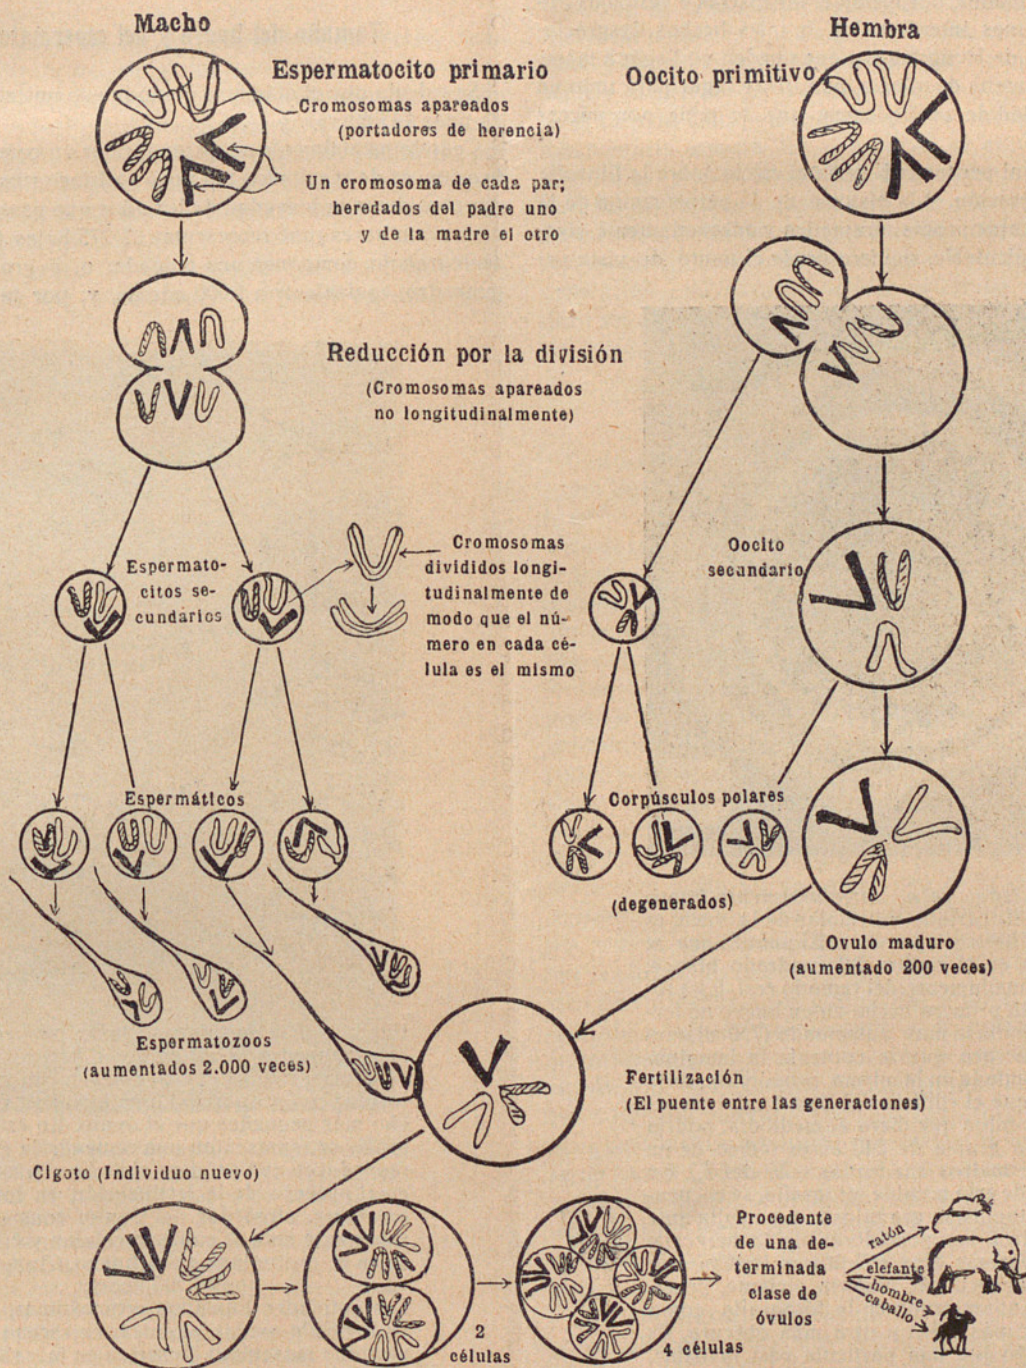 Macho
Hembra
Espermatocito primario
Oocito primitivo
Cromosomas apareados
(portadores de herencia)
Un cromosoma de cada par;
heredados del padre uno
y de la madre el otro
Reducción por la división
(Cromosomas apareados
no longitudinalmente)
Espermato-
citos se-
cundários
Cromosomas
divididos longi-
tudinalmente de
modo que el nú-
mero en cada cé-
lula es el mismo
Oocito
secundario
Espermáticos
Corpúsculos polares
(degenerados)
Ovulo maduro
(aumentado 200 veces)
Espermatozoos
(aumentados 2.000 veces)
Fertilización
(El puente entre las generaciones)
Cigoto (Individuo nuevo)
2
células
4 células
Procedente
de una de-
terminada
clase de
óvulos
ratón
elefante
hombre
caballo